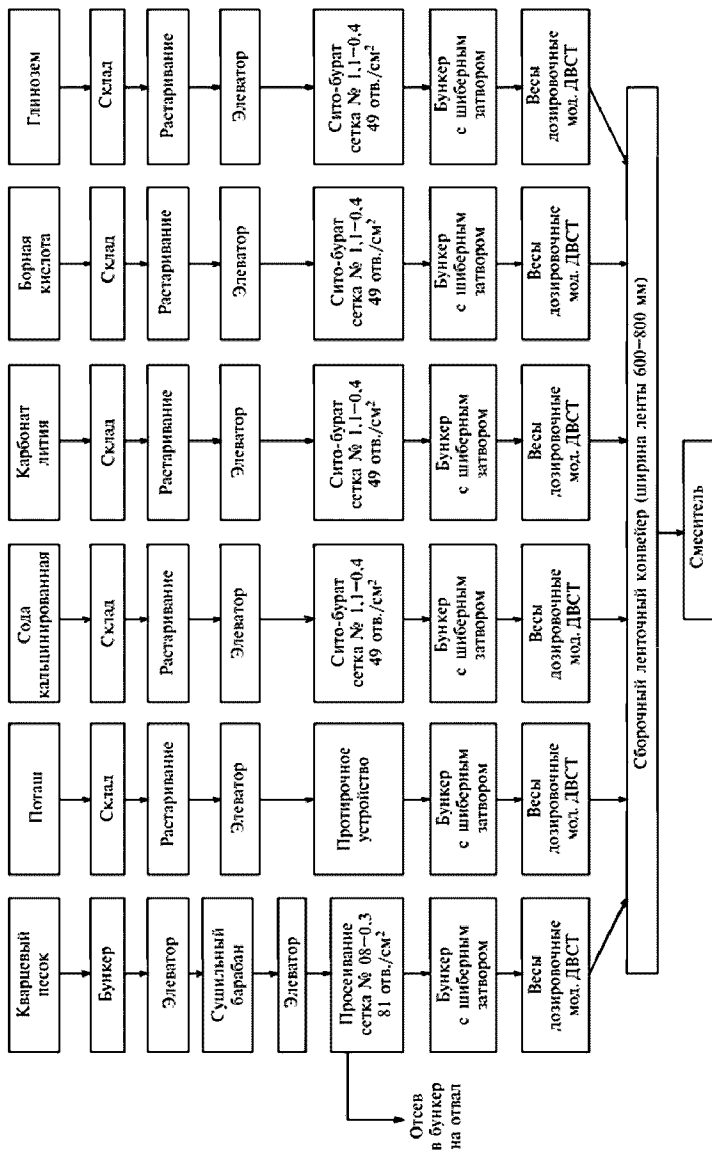 Кварцевый
песок
Бункер
Элеватор
Сушильный
барабан
Элеватор
Просеивание
сетка № 08–0,3
81 отв./см²
Отсев
в бункер
на отвал
Бункер
с шиберным
затвором
Весы
дозировочные
мод. ДВСТ
Поташ
Склад
Растаривание
Элеватор
Протирочное
устройство
Бункер
с шиберным
затвором
Весы
дозировочные
мод. ДВСТ
Сода
кальцинированная
Склад
Растаривание
Элеватор
Сито-бурат
сетка № 1,1–0,4
49 отв./см²
Бункер
с шиберным
затвором
Весы
дозировочные
мод. ДВСТ
Карбонат
лития
Склад
Растаривание
Элеватор
Сито-бурат
сетка № 1,1–0,4
49 отв./см²
Бункер
с шиберным
затвором
Весы
дозировочные
мод. ДВСТ
Борная
кислота
Склад
Растаривание
Элеватор
Сито-бурат
сетка № 1,1–0,4
49 отв./см²
Бункер
с шиберным
затвором
Весы
дозировочные
мод. ДВСТ
Глинозем
Склад
Растаривание
Элеватор
Сито-бурат
сетка № 1,1–0,4
49 отв./см²
Бункер
с шиберным
затвором
Весы
дозировочные
мод. ДВСТ
Сборочный ленточный конвейер (ширина ленты 600–800 мм)
Смеситель